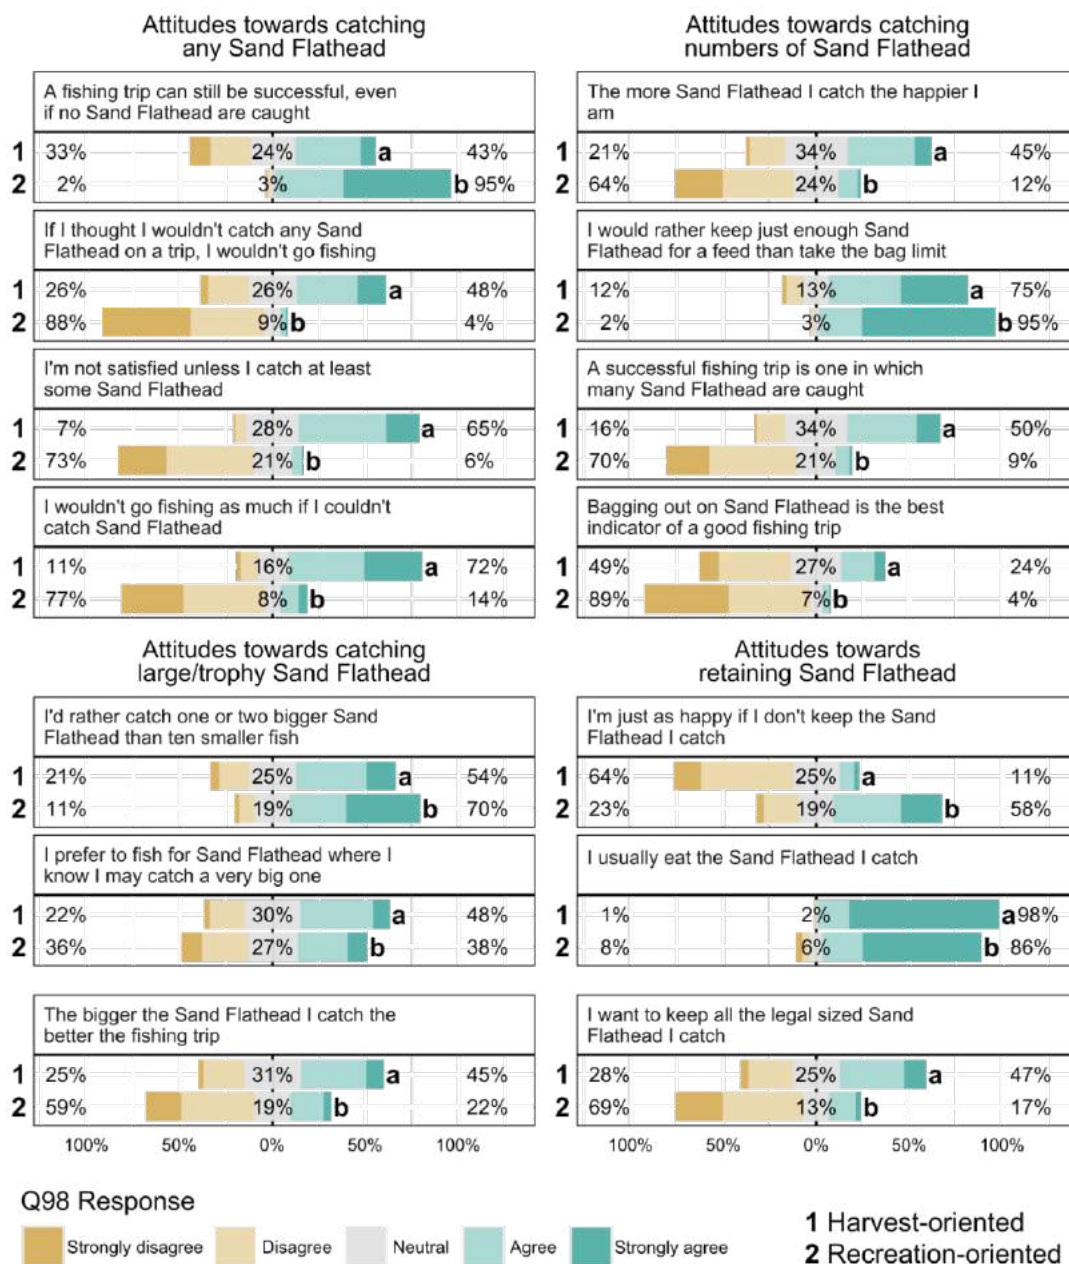 Attitudes towards catching
any Sand Flathead
A fishing trip can still be successful, even
if no Sand Flathead are caught
1 33% 24% a 43%
2 2% 3% b 95%
If I thought I wouldn't catch any Sand
Flathead on a trip, I wouldn't go fishing
1 26% 26% a 48%
2 88% 9% b 4%
I'm not satisfied unless I catch at least
some Sand Flathead
1 7% 28% a 65%
2 73% 21% b 6%
I wouldn't go fishing as much if I couldn't
catch Sand Flathead
1 11% 16% a 72%
2 77% 8% b 14%
Attitudes towards catching
numbers of Sand Flathead
The more Sand Flathead I catch the happier I
am
1 21% 34% a 45%
2 64% 24% b 12%
I would rather keep just enough Sand
Flathead for a feed than take the bag limit
1 12% 13% a 75%
2 2% 3% b 95%
A successful fishing trip is one in which
many Sand Flathead are caught
1 16% 34% a 50%
2 70% 21% b 9%
Bagging out on Sand Flathead is the best
indicator of a good fishing trip
1 49% 27% a 24%
2 89% 7% b 4%
Attitudes towards catching
large/trophy Sand Flathead
I'd rather catch one or two bigger Sand
Flathead than ten smaller fish
1 21% 25% a 54%
2 11% 19% b 70%
I prefer to fish for Sand Flathead where I
know I may catch a very big one
1 22% 30% a 48%
2 36% 27% b 38%
The bigger the Sand Flathead I catch the
better the fishing trip
1 25% 31% a 45%
2 59% 19% b 22%
100% 50% 0% 50% 100%
Attitudes towards
retaining Sand Flathead
I'm just as happy if I don't keep the Sand
Flathead I catch
1 64% 25% a 11%
2 23% 19% b 58%
I usually eat the Sand Flathead I catch
1 1% 2% a 98%
2 8% 6% b 86%
I want to keep all the legal sized Sand
Flathead I catch
1 28% 25% a 47%
2 69% 13% b 17%
100% 50% 0% 50% 100%
Q98 Response
Strongly disagree Disagree Neutral Agree Strongly agree
1 Harvest-oriented
2 Recreation-oriented